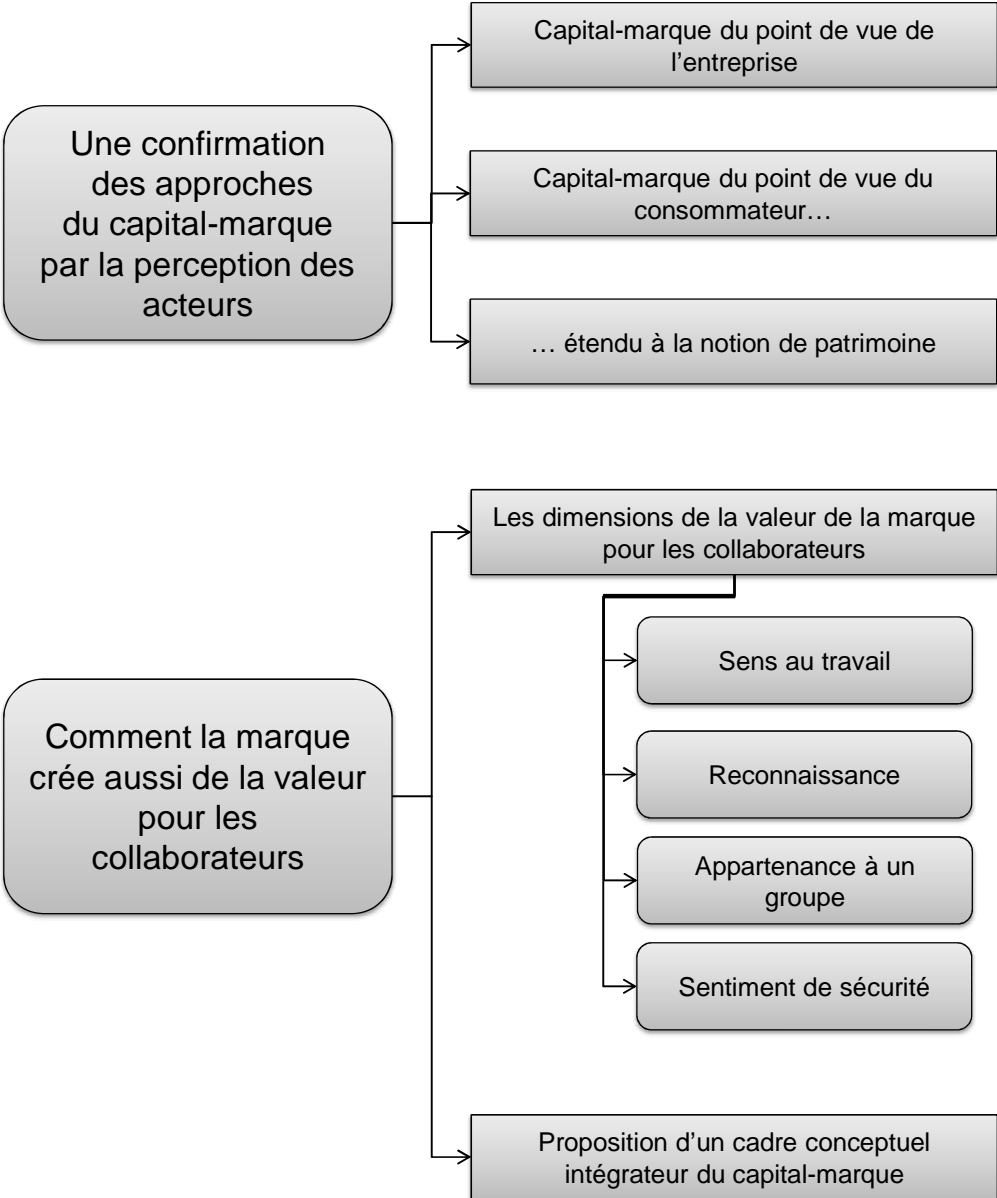 Une confirmation
des approches
du capital-marque
par la perception des
acteurs
Capital-marque du point de vue de
l’entreprise
Capital-marque du point de vue du
consommateur…
… étendu à la notion de patrimoine
Comment la marque
crée aussi de la valeur
pour les
collaborateurs
Les dimensions de la valeur de la marque
pour les collaborateurs
Sens au travail
Reconnaissance
Appartenance à un
groupe
Sentiment de sécurité
Proposition d’un cadre conceptuel
intégrateur du capital-marque